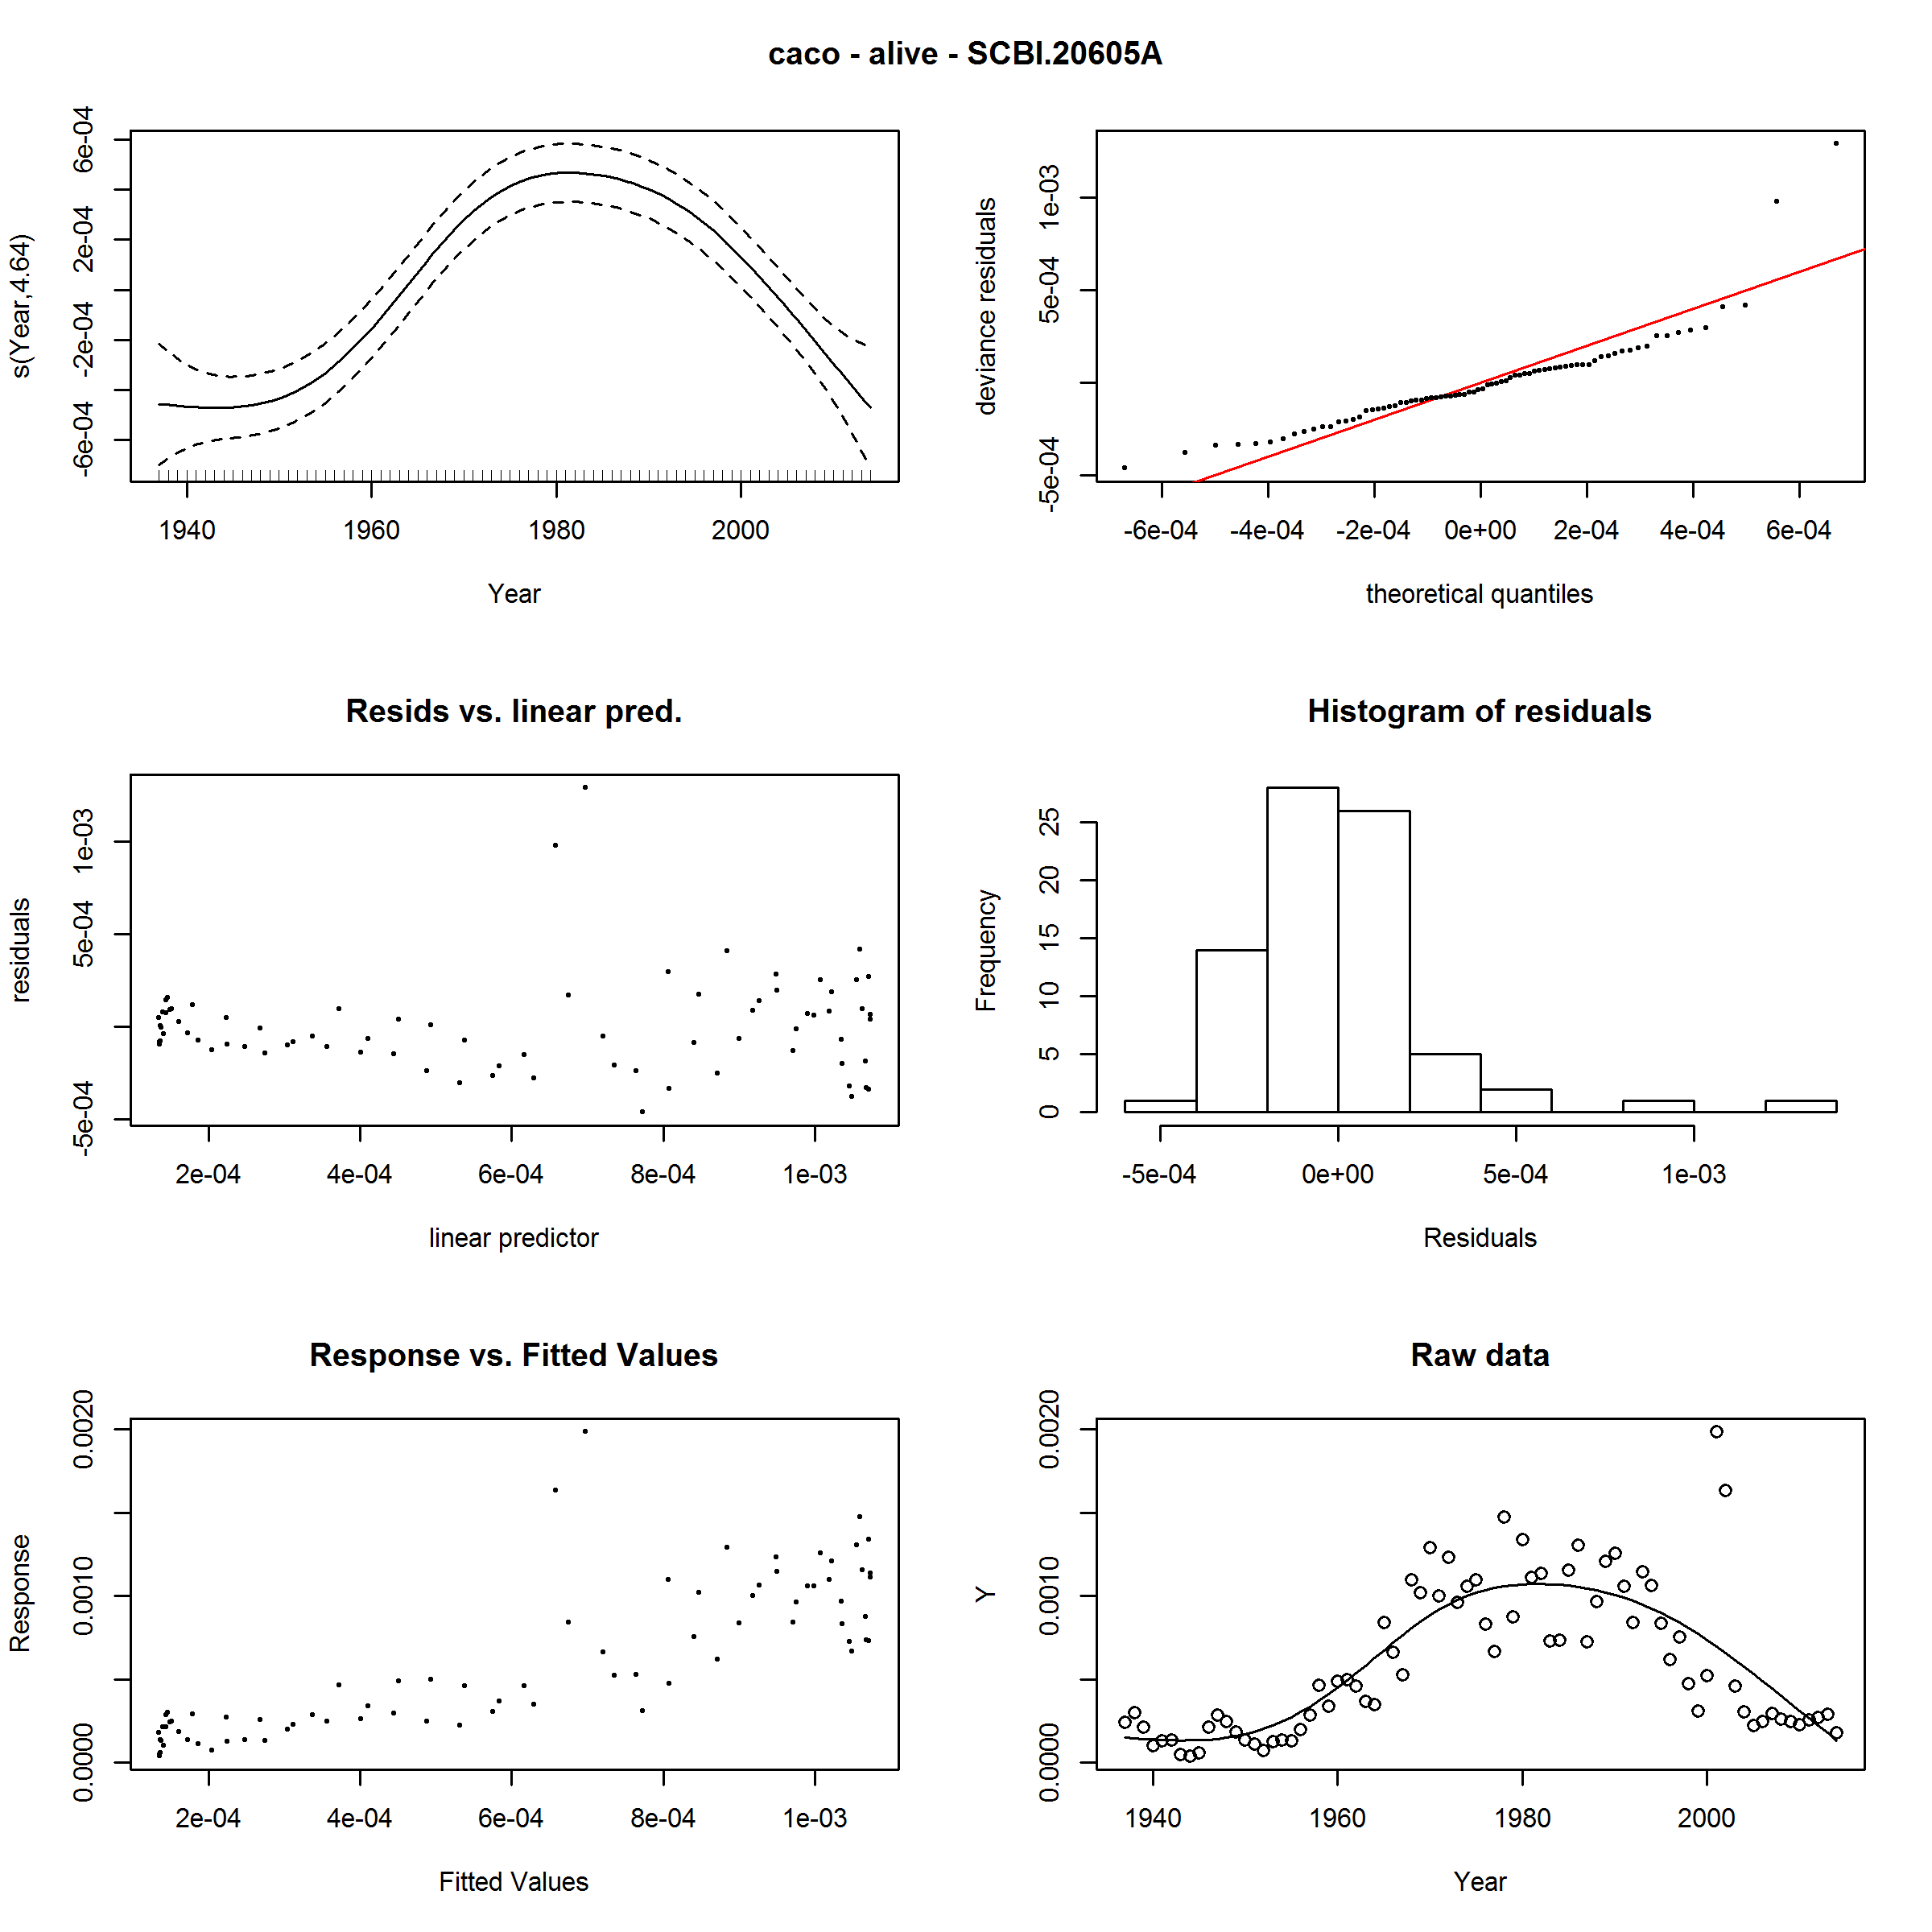 caco - alive - SCBI.20605A
s(Year,4.64)
-6e-04 -2e-04 2e-04 6e-04
1940 1960 1980 2000
Year
deviance residuals
-5e-04 5e-04 1e-03
-6e-04 -4e-04 -2e-04 0e+00 2e-04 4e-04 6e-04
theoretical quantiles
Resids vs. linear pred.
residuals
-5e-04 5e-04 1e-03
2e-04 4e-04 6e-04 8e-04 1e-03
linear predictor
Histogram of residuals
Frequency
0 5 10 15 20 25
-5e-04 0e+00 5e-04 1e-03
Residuals
Response vs. Fitted Values
Response
0.0000 0.0010 0.0020
2e-04 4e-04 6e-04 8e-04 1e-03
Fitted Values
Raw data
Y
0.0000 0.0010 0.0020
1940 1960 1980 2000
Year